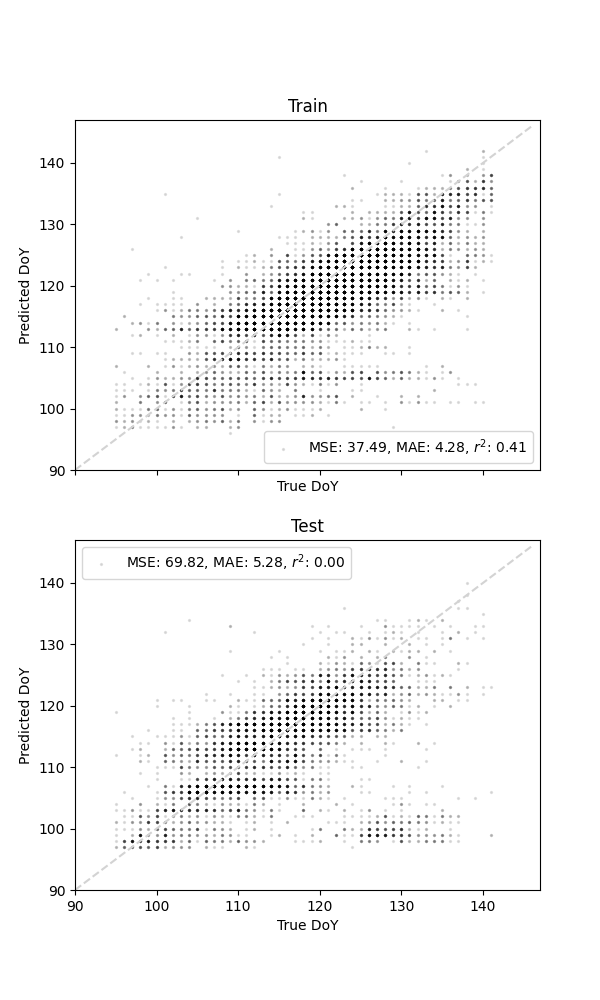 Train
140
130
120
110
100
90
Predicted DoY
MSE: 37.49, MAE: 4.28, r²: 0.41
True DoY
Test
MSE: 69.82, MAE: 5.28, r²: 0.00
140
130
120
110
100
90
Predicted DoY
90 100 110 120 130 140
True DoY